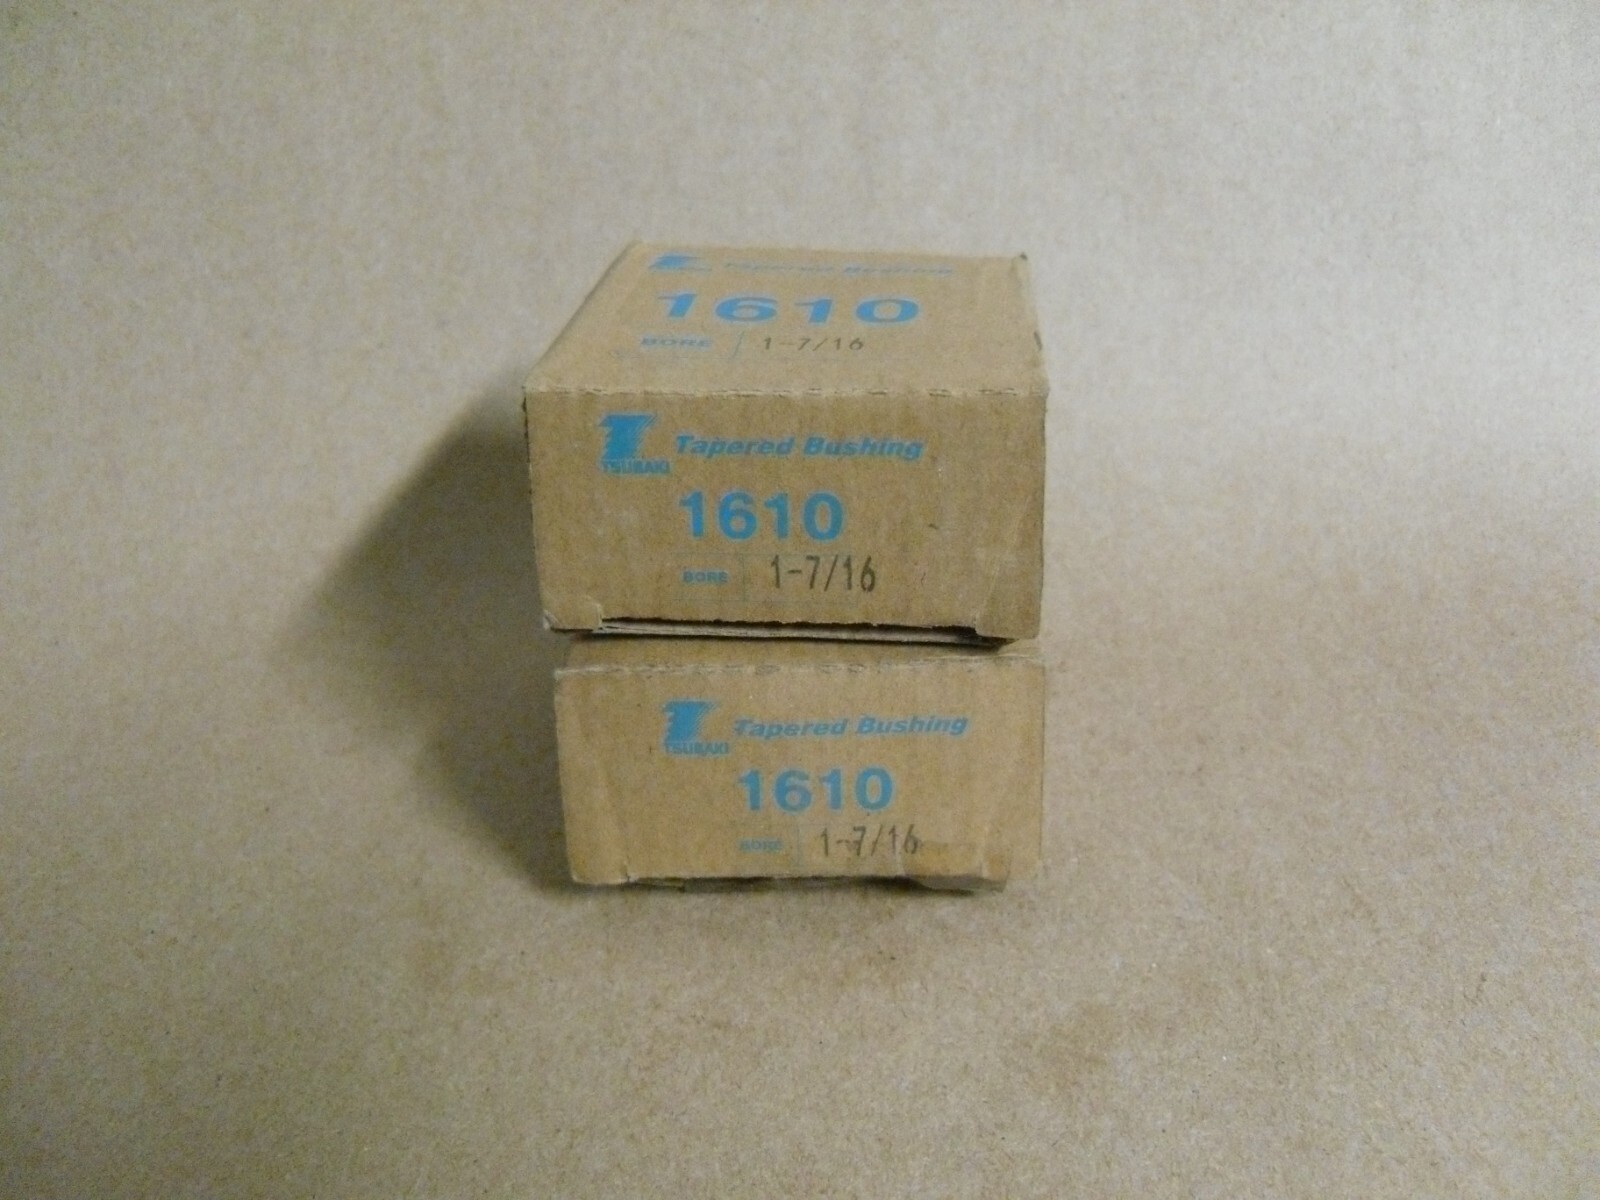 Tapered Bushing
1610
BORE 1-7/16
TSUBAKI Tapered Bushing
1610
BORE 1-7/16
TSUBAKI Tapered Bushing
1610
BORE 1-7/16